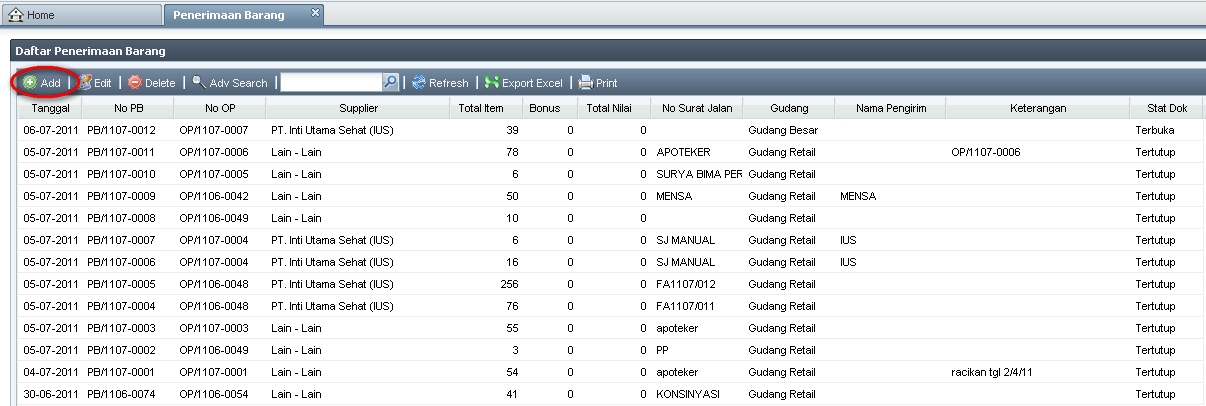 Home Penerimaan Barang
Daftar Penerimaan Barang
Add Edit Delete Adv Search Refresh Export Excel Print
Tanggal No PB No OP Supplier Total Item Bonus Total Nilai No Surat Jalan Gudang Nama Pengirim Keterangan Stat Dok
06-07-2011 PB/1107-0012 OP/1107-0007 PT. Inti Utama Sehat (IUS) 39 0 0 Gudang Besar Terbuka
05-07-2011 PB/1107-0011 OP/1107-0006 Lain - Lain 78 0 0 APOTEKER Gudang Retail OP/1107-0006 Tertutup
05-07-2011 PB/1107-0010 OP/1107-0005 Lain - Lain 6 0 0 SURYA BIMA PER Gudang Retail Tertutup
05-07-2011 PB/1107-0009 OP/1106-0042 Lain - Lain 50 0 0 MENSA Gudang Retail MENSA Tertutup
05-07-2011 PB/1107-0008 OP/1106-0049 Lain - Lain 10 0 0 Gudang Retail Tertutup
05-07-2011 PB/1107-0007 OP/1107-0004 PT. Inti Utama Sehat (IUS) 6 0 0 SJ MANUAL Gudang Retail IUS Tertutup
05-07-2011 PB/1107-0006 OP/1107-0004 PT. Inti Utama Sehat (IUS) 16 0 0 SJ MANUAL Gudang Retail IUS Tertutup
05-07-2011 PB/1107-0005 OP/1106-0048 PT. Inti Utama Sehat (IUS) 256 0 0 FA1107/012 Gudang Retail Tertutup
05-07-2011 PB/1107-0004 OP/1106-0048 PT. Inti Utama Sehat (IUS) 76 0 0 FA1107/011 Gudang Retail Tertutup
05-07-2011 PB/1107-0003 OP/1107-0003 Lain - Lain 55 0 0 apoteker Gudang Retail Tertutup
05-07-2011 PB/1107-0002 OP/1106-0049 Lain - Lain 3 0 0 PP Gudang Retail Tertutup
04-07-2011 PB/1107-0001 OP/1107-0001 Lain - Lain 54 0 0 apoteker Gudang Retail racikan tgl 2/4/11 Tertutup
30-06-2011 PB/1106-0074 OP/1106-0054 Lain - Lain 41 0 0 KONSINYASI Gudang Retail Tertutup